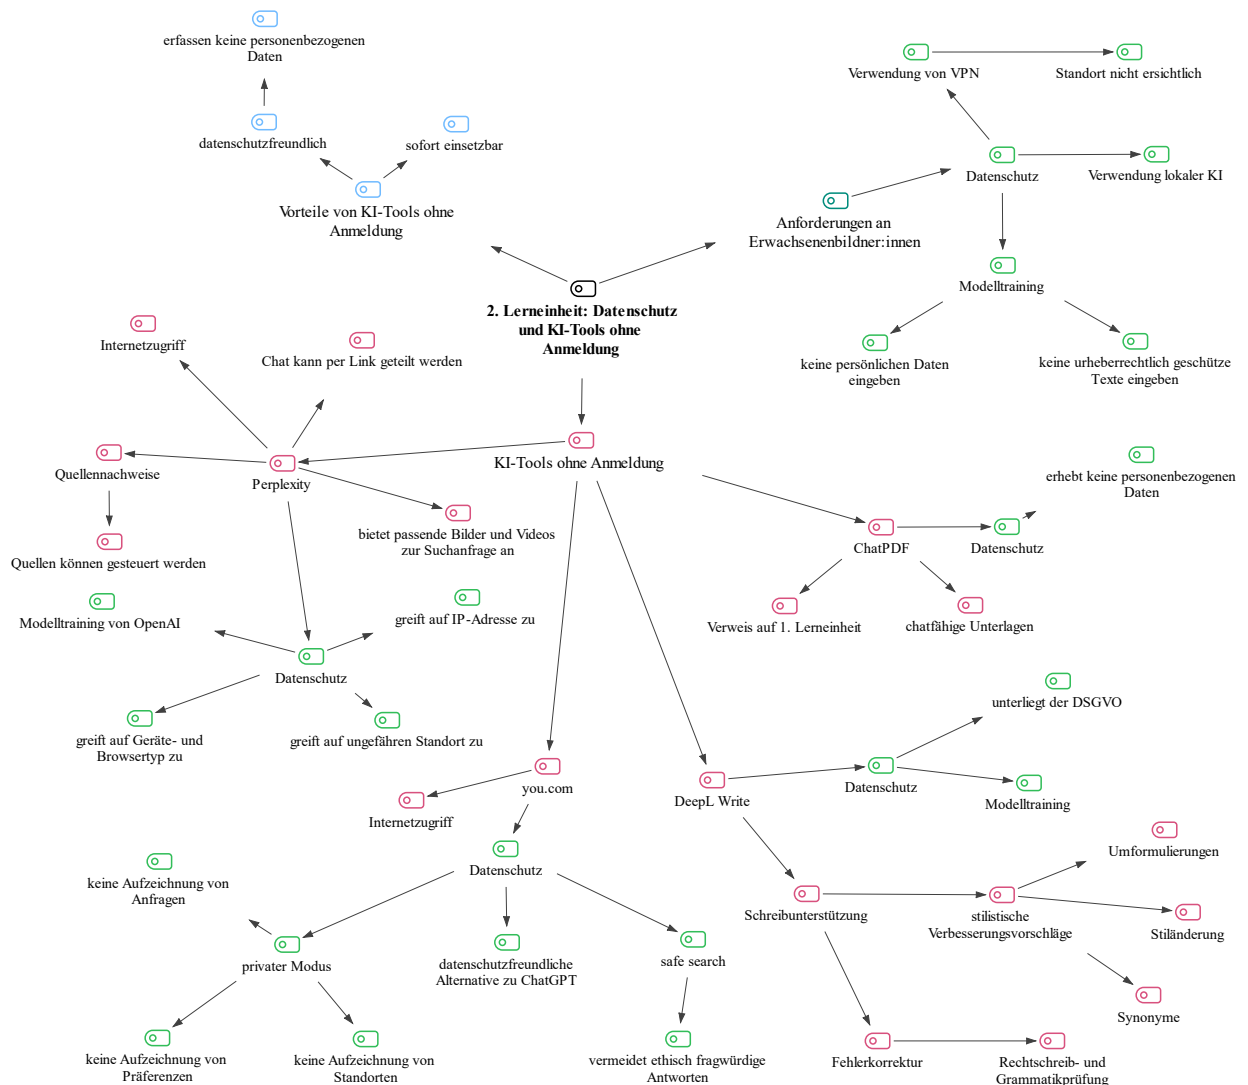 erfassen keine personenbezogenen
Daten
datenschutzfreundlich
sofort einsetzbar
Vorteile von KI-Tools ohne
Anmeldung
Verwendung von VPN
Standort nicht ersichtlich
Datenschutz
Verwendung lokaler KI
Anforderungen an
Erwachsenenbildner:innen
Modelltraining
keine persönlichen Daten
eingeben
keine urheberrechtlich geschütze
Texte eingeben
2. Lerneinheit: Datenschutz
und KI-Tools ohne
Anmeldung
Internetzugriff
Chat kann per Link geteilt werden
Quellennachweise
Perplexity
KI-Tools ohne Anmeldung
bietet passende Bilder und Videos
zur Suchanfrage an
Quellen können gesteuert werden
Modelltraining von OpenAI
greift auf IP-Adresse zu
Datenschutz
greift auf Geräte- und
Browsertyp zu
greift auf ungefähren Standort zu
erhebt keine personenbezogenen
Daten
ChatPDF
Datenschutz
Verweis auf 1. Lerneinheit
chatfähige Unterlagen
unterliegt der DSGVO
Datenschutz
Modelltraining
DeepL Write
you.com
Internetzugriff
Datenschutz
keine Aufzeichnung von
Anfragen
privater Modus
datenschutzfreundliche
Alternative zu ChatGPT
safe search
keine Aufzeichnung von
Präferenzen
keine Aufzeichnung von
Standorten
vermeidet ethisch fragwürdige
Antworten
Umformulierungen
Schreibunterstützung
stilistische
Verbesserungsvorschläge
Stiländerung
Synonyme
Fehlerkorrektur
Rechtschreib- und
Grammatikprüfung